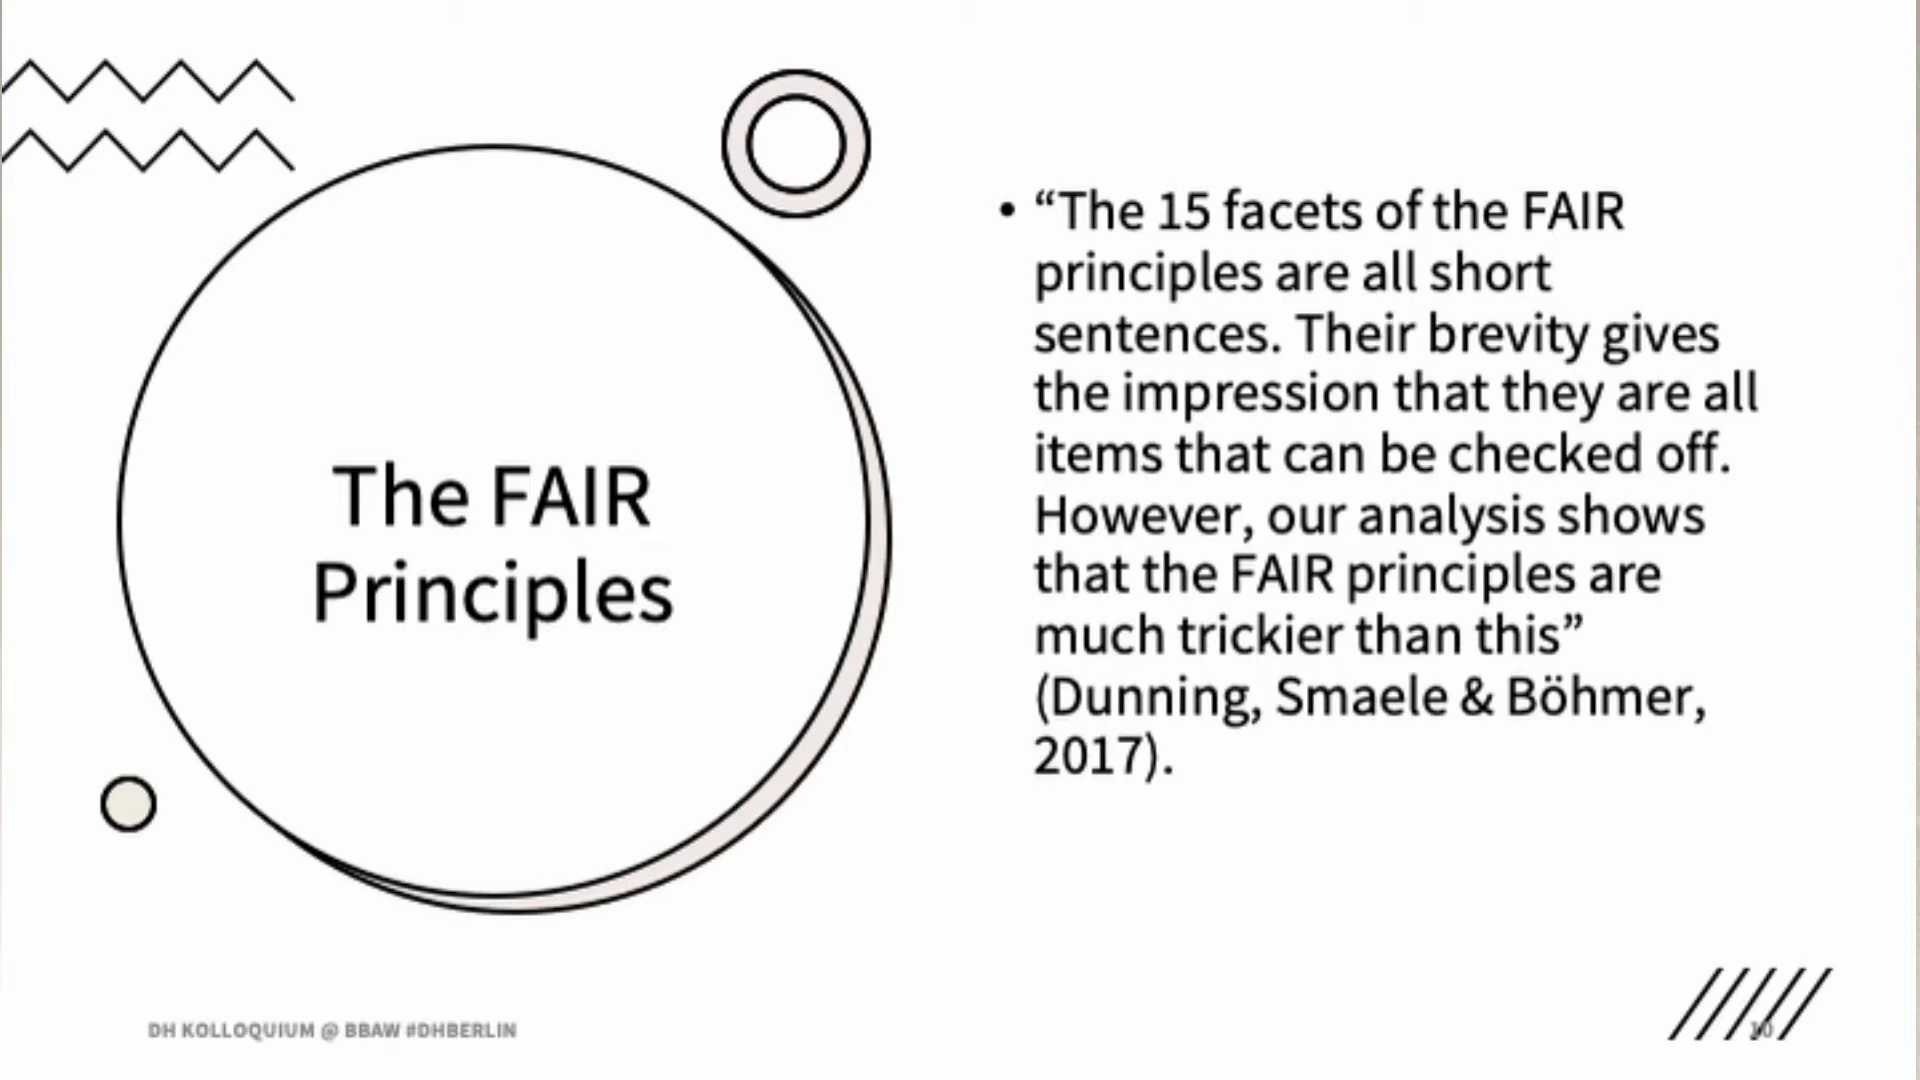 The FAIR
Principles
• “The 15 facets of the FAIR
principles are all short
sentences. Their brevity gives
the impression that they are all
items that can be checked off.
However, our analysis shows
that the FAIR principles are
much trickier than this”
(Dunning, Smaele & Böhmer,
2017).
DH KOLLOQUIUM @ BBAW #DHBERLIN
10